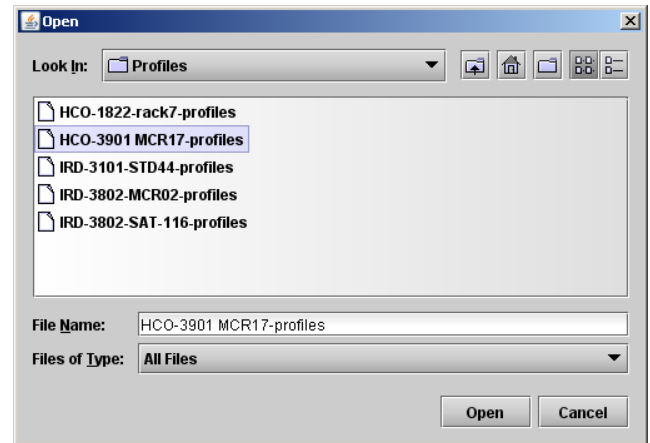 Open
Look In: Profiles
HCO-1822-rack7-profiles
HCO-3901 MCR17-profiles
IRD-3101-STD44-profiles
IRD-3802-MCR02-profiles
IRD-3802-SAT-116-profiles
File Name: HCO-3901 MCR17-profiles
Files of Type: All Files
Open Cancel